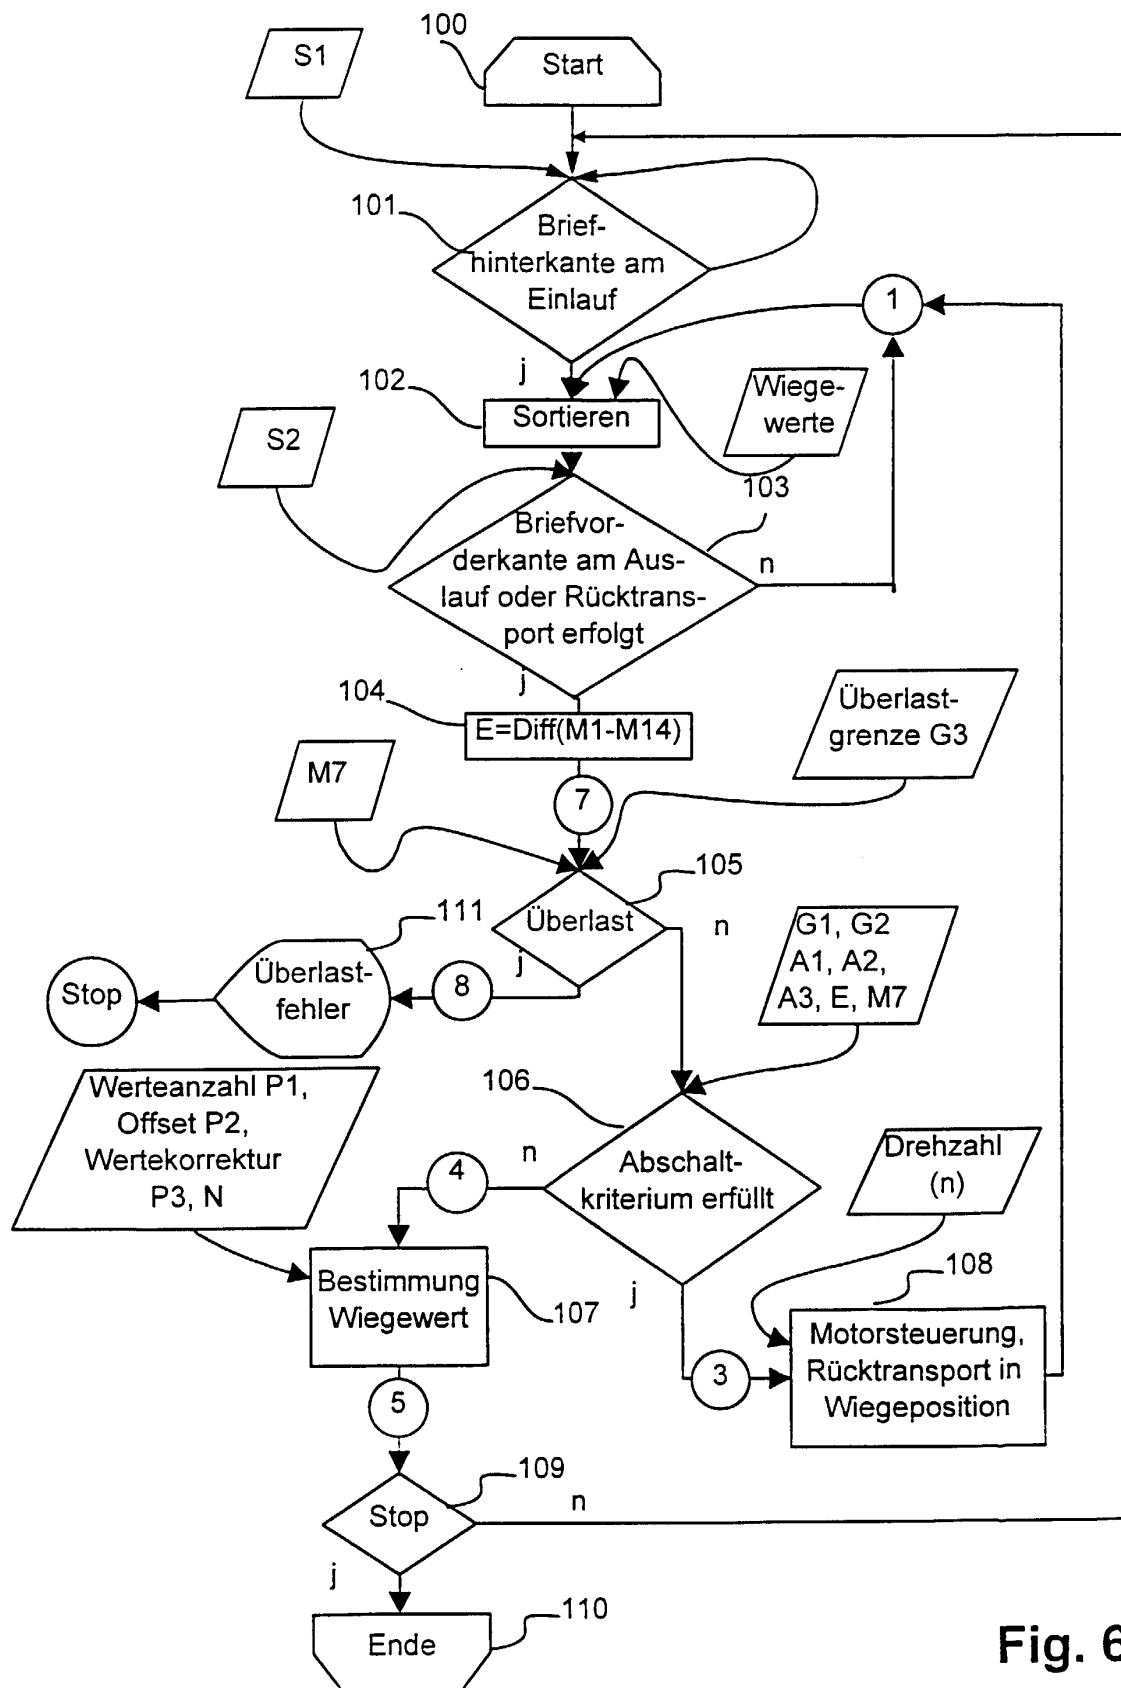 100
S1
Start
101
Brief-
hinterkante am
Einlauf
1
j
102
Sortieren
Wiege-
werte
S2
103
Briefvor-
derkante am Aus-
lauf oder Rücktrans-
port erfolgt
n
j
104
E=Diff(M1-M14)
Überlast-
grenze G3
M7
7
105
Überlast
n
j
111
Überlast-
fehler
8
Stop
G1, G2
A1, A2,
A3, E, M7
Werteanzahl P1,
Offset P2,
Wertekorrektur
P3, N
106
n
4
Abschalt-
kriterium erfüllt
j
Drehzahl
(n)
108
Bestimmung
Wiegewert
107
3
Motorsteuerung,
Rücktransport in
Wiegeposition
5
109
Stop
n
j
110
Ende
Fig. 6